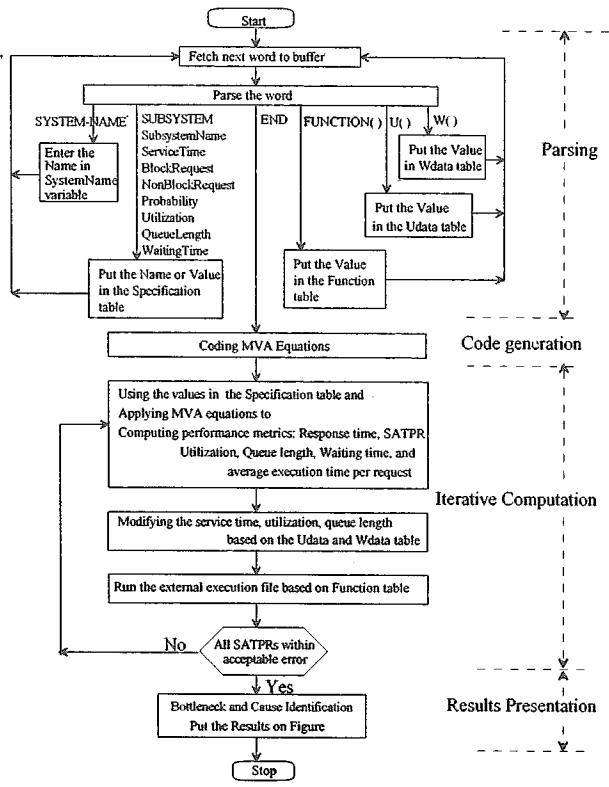 Start
Fetch next word to buffer
Parse the word
SYSTEM-NAME
SUBSYSTEM
SubsystemName
ServiceTime
BlockRequest
NonBlockRequest
Probability
Utilization
QueueLength
WaitingTime
END
FUNCTION( )
U( )
W( )
Enter the
Name in
SystemName
variable
Put the Value
in Wdata table
Put the Value
in the Udata table
Put the Name or Value
in the Specification
table
Put the Value
in the Function
table
Parsing
Coding MVA Equations
Code generation
Using the values in the Specification table and
Applying MVA equations to
Computing performance metrics: Response time, SATPR
Utilization, Queue length, Waiting time, and
average execution time per request
Iterative Computation
Modifying the service time, utilization, queue length
based on the Udata and Wdata table
Run the external execution file based on Function table
No
All SATPRs within
acceptable error
Yes
Bottleneck and Cause Identification
Put the Results on Figure
Results Presentation
Stop